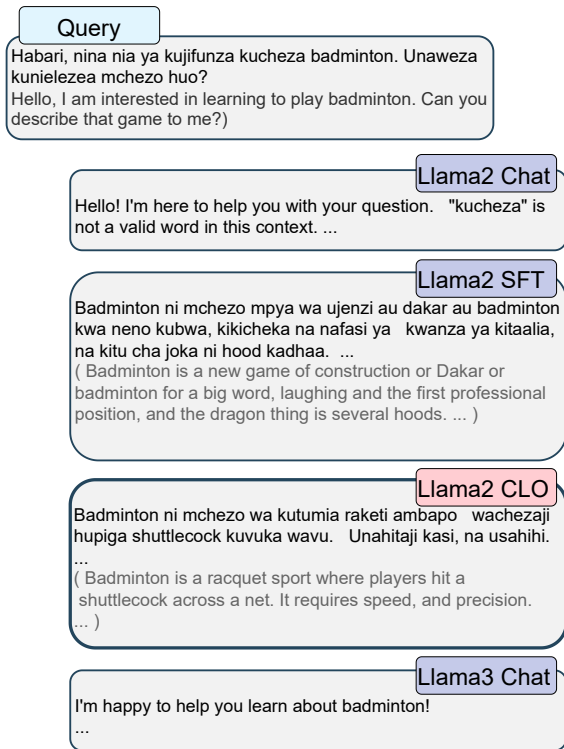 Query
Habari, nina nia ya kujifunza kucheza badminton. Unaweza
kunielezea mchezo huo?
Hello, I am interested in learning to play badminton. Can you
describe that game to me?)
Llama2 Chat
Hello! I'm here to help you with your question. "kucheza" is
not a valid word in this context. ...
Llama2 SFT
Badminton ni mchezo mpya wa ujenzi au dakar au badminton
kwa neno kubwa, kikicheka na nafasi ya kwanza ya kitaalia,
na kitu cha joka ni hood kadhaa. ...
( Badminton is a new game of construction or Dakar or
badminton for a big word, laughing and the first professional
position, and the dragon thing is several hoods. ... )
Llama2 CLO
Badminton ni mchezo wa kutumia raketi ambapo wachezaji
hupiga shuttlecock kuvuka wavu. Unahitaji kasi, na usahihi.
...
( Badminton is a racquet sport where players hit a
shuttlecock across a net. It requires speed, and precision.
... )
Llama3 Chat
I'm happy to help you learn about badminton!
...